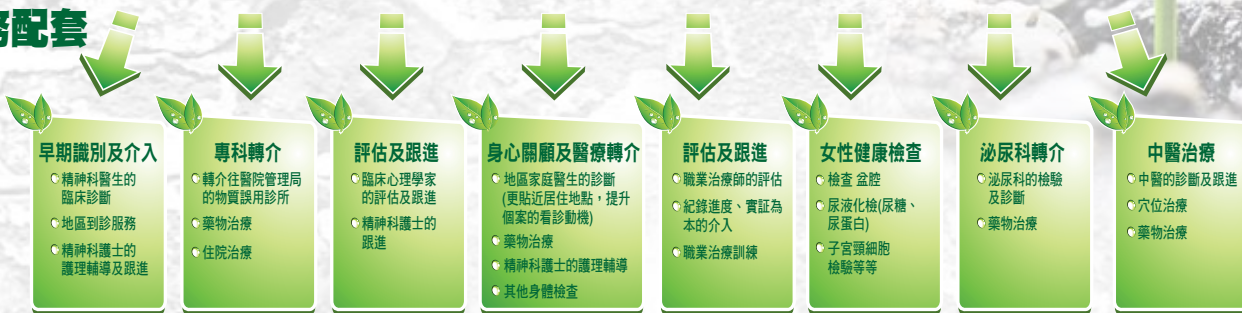 務配套
早期識別及介入
精神科醫生的
臨床診斷
地區到診服務
精神科護士的
護理輔導及跟進
專科轉介
轉介往醫院管理局
的物質誤用診所
藥物治療
住院治療
評估及跟進
臨床心理學家
的評估及跟進
精神科護士的
跟進
身心關顧及醫療轉介
地區家庭醫生的診斷
(更貼近居住地點，提升
個案的看診動機)
藥物治療
精神科護士的護理輔導
其他身體檢查
評估及跟進
職業治療師的評估
紀錄進度、實証為
本的介入
職業治療訓練
女性健康檢查
檢查 盆腔
尿液化檢(尿糖、
尿蛋白)
子宮頸細胞
檢驗等等
泌尿科轉介
泌尿科的檢驗
及診斷
藥物治療
中醫治療
中醫的診斷及跟進
穴位治療
藥物治療